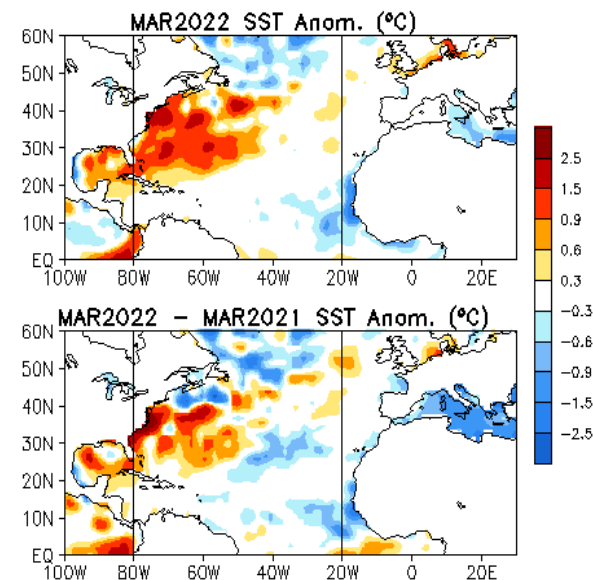 MAR2022 SST Anom. (ºC)
60N
50N
40N
30N
20N
10N
EQ
100W 80W 60W 40W 20W 0 20E
2.5
1.5
0.9
0.6
0.3
-0.3
-0.6
-0.9
-1.5
-2.5
MAR2022 - MAR2021 SST Anom. (ºC)
60N
50N
40N
30N
20N
10N
EQ
100W 80W 60W 40W 20W 0 20E